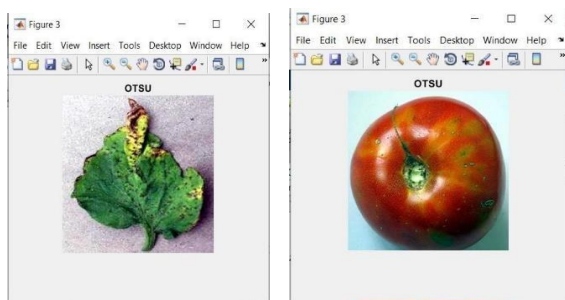 Figure 3
File Edit View Insert Tools Desktop Window Help
OTSU
Figure 3
File Edit View Insert Tools Desktop Window Help
OTSU